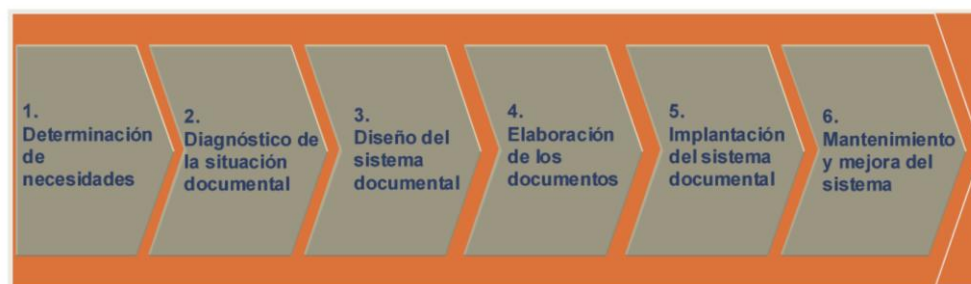 1.
Determinación
de
necesidades
2.
Diagnóstico de
la situación
documental
3.
Diseño del
sistema
documental
4.
Elaboración
de los
documentos
5.
Implantación
del sistema
documental
6.
Mantenimiento
y mejora del
sistema